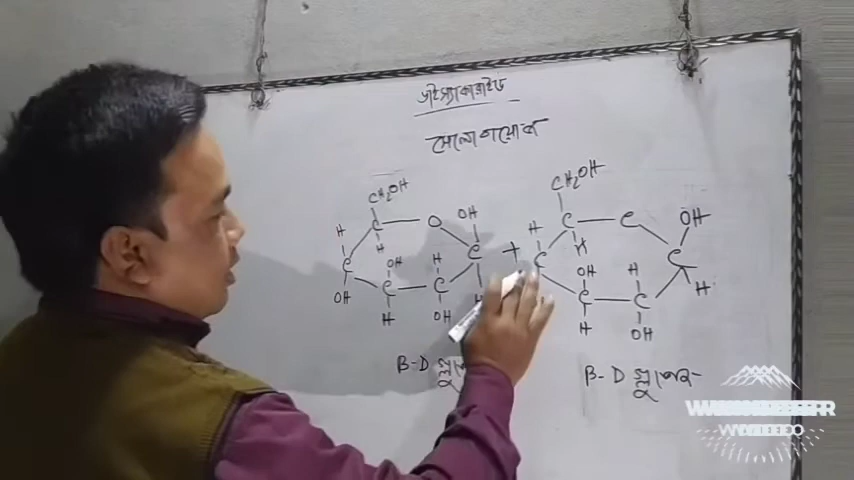 ডাইস্যাকারাইড
সেলোবায়োজ
CH₂OH CH₂OH
H C O OH + H C C OH
H H
C OH H C C OH H C
OH C C H C C H
H OH H OH
B-D B-D গ্লুকোজ